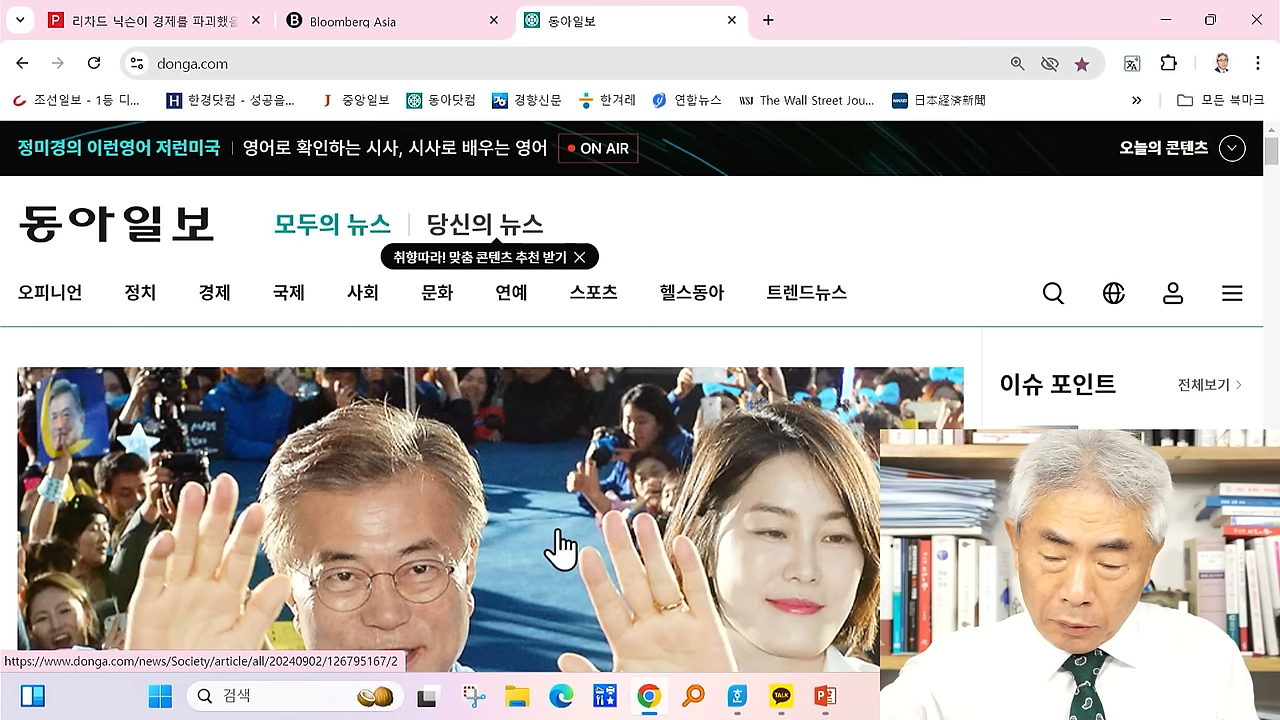 리차드 닉슨이 경제를 파괴했을
Bloomberg Asia
동아일보
donga.com
조선일보 - 1등 디...
한경닷컴 - 성공을...
중앙일보
동아닷컴
경향신문
한겨레
연합뉴스
WSJ
The Wall Street Jou...
NIKKEI
日本経済新聞
모든 북마크
정미경의 이런영어 저런미국
영어로 확인하는 시사, 시사로 배우는 영어
ON AIR
오늘의 콘텐츠
동아일보
모두의 뉴스
당신의 뉴스
취향따라! 맞춤 콘텐츠 추천 받기
오피니언
정치
경제
국제
사회
문화
연예
스포츠
헬스동아
트렌드뉴스
이슈 포인트
전체보기
https://www.donga.com/news/Society/article/all/20240902/126795167/2
검색
TALK